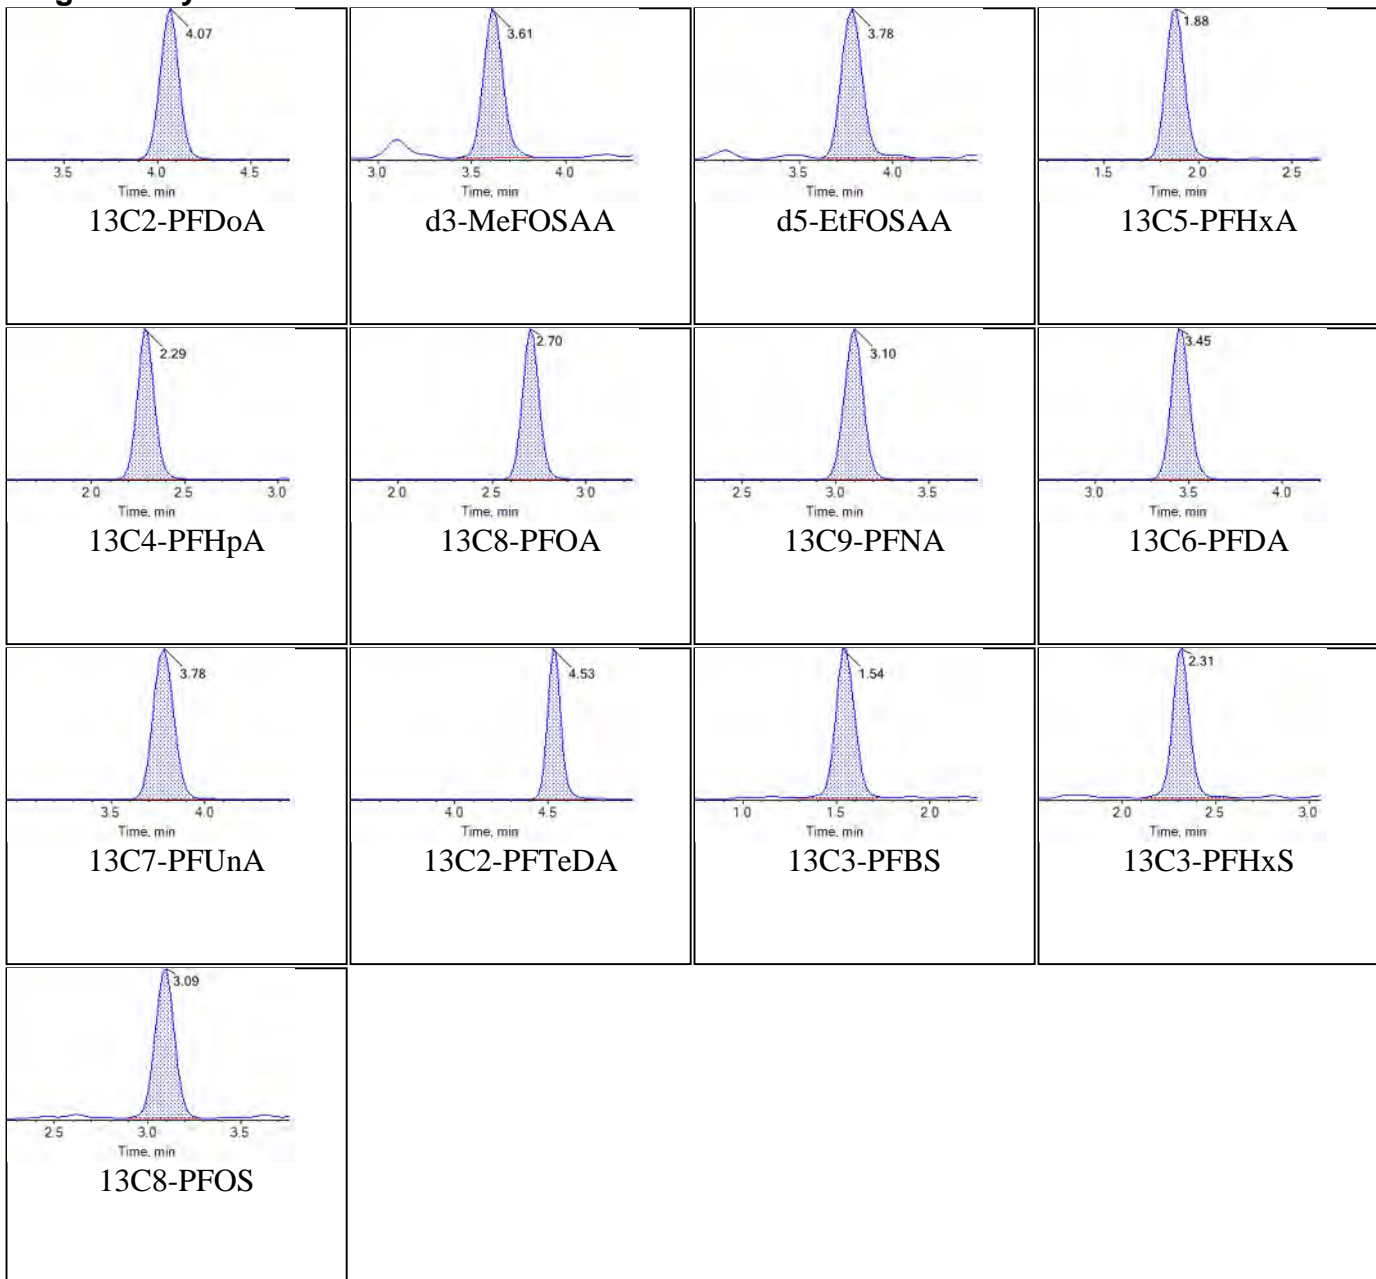 4.07
3.5 4.0 4.5
Time, min
13C2-PFDoA
3.61
3.0 3.5 4.0
Time, min
d3-MeFOSAA
3.78
3.5 4.0
Time, min
d5-EtFOSAA
1.88
1.5 2.0 2.5
Time, min
13C5-PFHxA
2.29
2.0 2.5 3.0
Time, min
13C4-PFHpA
2.70
2.0 2.5 3.0
Time, min
13C8-PFOA
3.10
2.5 3.0 3.5
Time, min
13C9-PFNA
3.45
3.0 3.5 4.0
Time, min
13C6-PFDA
3.78
3.5 4.0
Time, min
13C7-PFUnA
4.53
4.0 4.5
Time, min
13C2-PFTeDA
1.54
1.0 1.5 2.0
Time, min
13C3-PFBS
2.31
2.0 2.5 3.0
Time, min
13C3-PFHxS
3.09
2.5 3.0 3.5
Time, min
13C8-PFOS